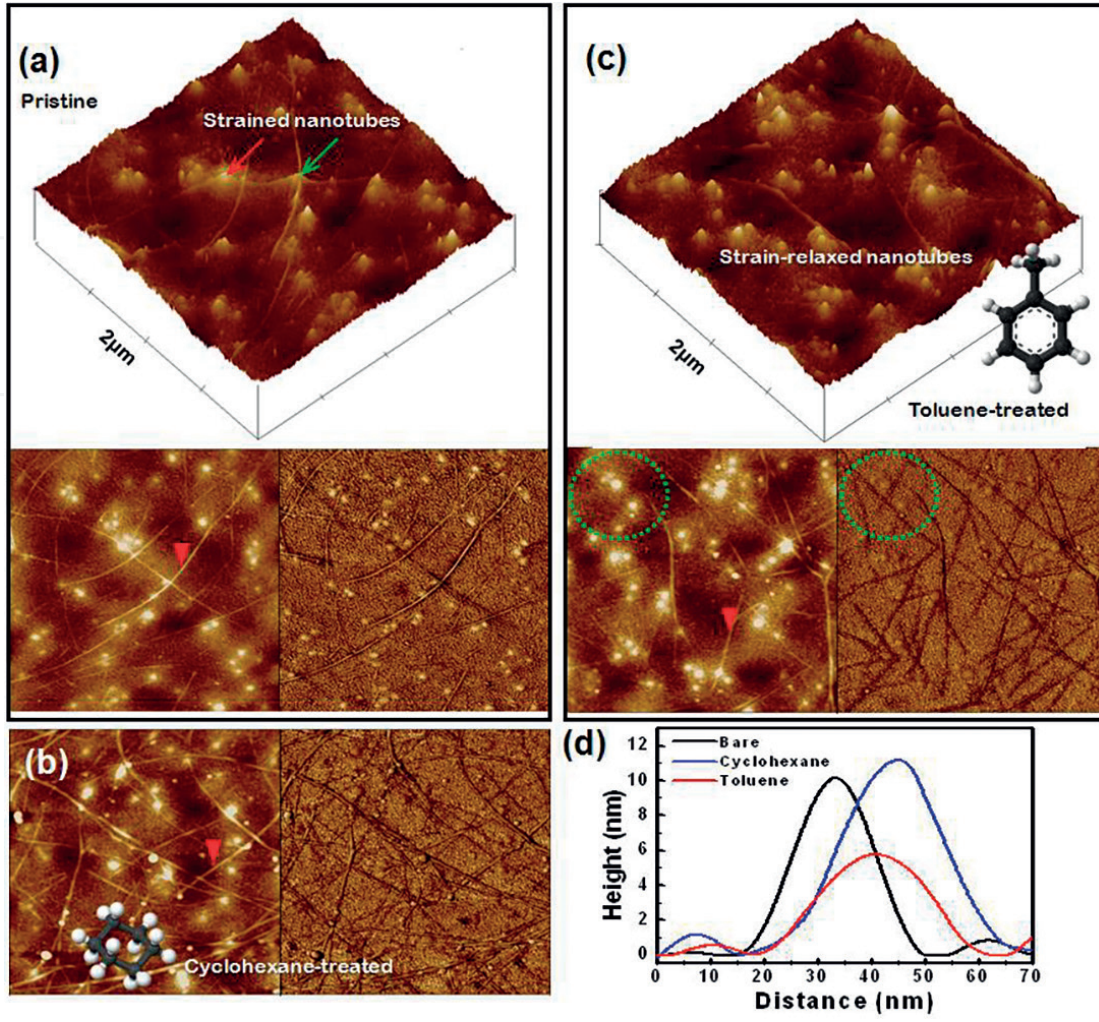 (a)
Pristine
Strained nanotubes
2µm
(c)
Strain-relaxed nanotubes
2µm
Toluene-treated
(b)
Cyclohexane-treated
(d)
Bare
Cyclohexane
Toluene
Height (nm)
12
10
8
6
4
2
0
0 10 20 30 40 50 60 70
Distance (nm)